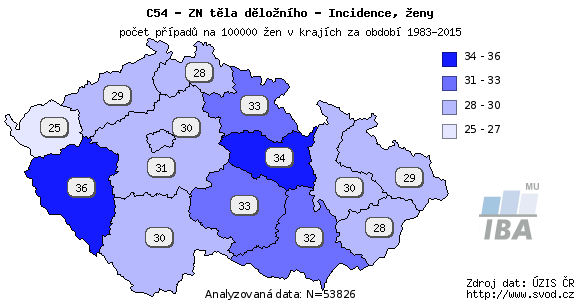 C54 - ZN těla děložního - Incidence, ženy
počet případů na 100000 žen v krajích za období 1983-2015
34 - 36
31 - 33
28 - 30
25 - 27
28
29
33
25
30
34
31
36
29
30
33
28
30
32
MU
IBA
Analyzovaná data: N=53826
Zdroj dat: ÚZIS ČR
http://www.svod.cz